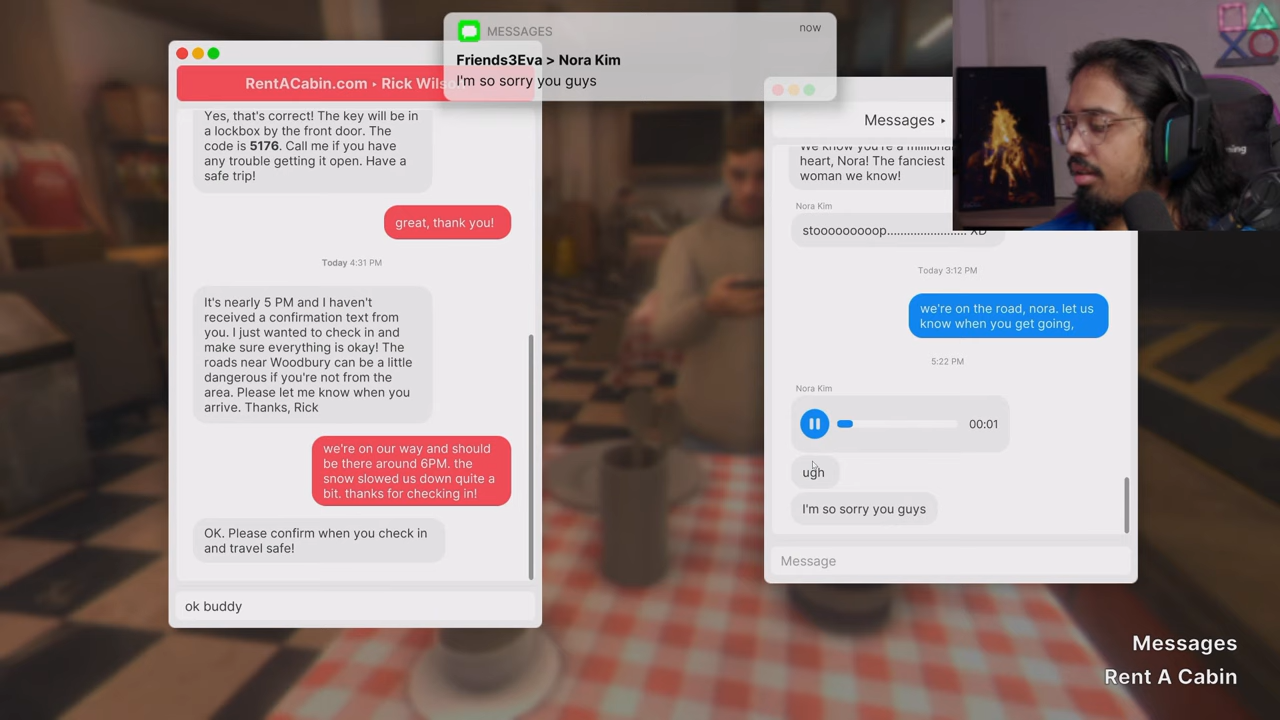 MESSAGES
now
Friends3Eva > Nora Kim
I'm so sorry you guys
RentACabin.com ‣ Rick Wils
Yes, that's correct! The key will be in
a lockbox by the front door. The
code is 5176. Call me if you have
any trouble getting it open. Have a
safe trip!
great, thank you!
Today 4:31 PM
It's nearly 5 PM and I haven't
received a confirmation text from
you. I just wanted to check in and
make sure everything is okay! The
roads near Woodbury can be a little
dangerous if you're not from the
area. Please let me know when you
arrive. Thanks, Rick
we're on our way and should
be there around 6PM. the
snow slowed us down quite a
bit. thanks for checking in!
OK. Please confirm when you check in
and travel safe!
ok buddy
Messages ‣
We know you're a milliona
heart, Nora! The fanciest
woman we know!
Nora Kim
stooooooooop....................... XD
Today 3:12 PM
we're on the road, nora. let us
know when you get going,
5:22 PM
Nora Kim
00:01
ugh
I'm so sorry you guys
Message
Messages
Rent A Cabin